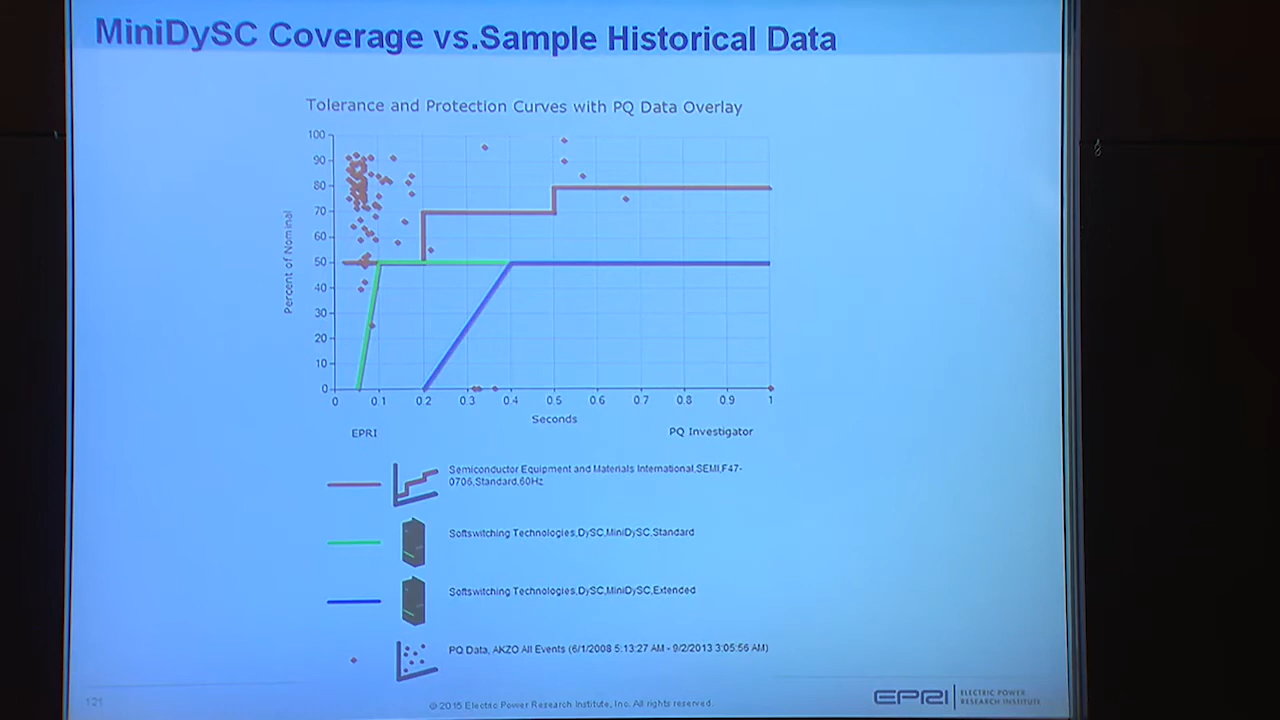 MiniDySC Coverage vs.Sample Historical Data
Tolerance and Protection Curves with PQ Data Overlay
Percent of Nominal
100
90
80
70
60
50
40
30
20
10
0
0 0.1 0.2 0.3 0.4 0.5 0.6 0.7 0.8 0.9 1
Seconds
EPRI PQ Investigator
Semiconductor Equipment and Materials International,SEMI,F47-
0706,Standard,60Hz
Softswitching Technologies,DySC,MiniDySC,Standard
Softswitching Technologies,DySC,MiniDySC,Extended
PQ Data, AKZO All Events (6/1/2008 5:13:27 AM - 9/2/2013 3:05:56 AM)
121
© 2015 Electric Power Research Institute, Inc. All rights reserved.
EPRI
ELECTRIC POWER
RESEARCH INSTITUTE